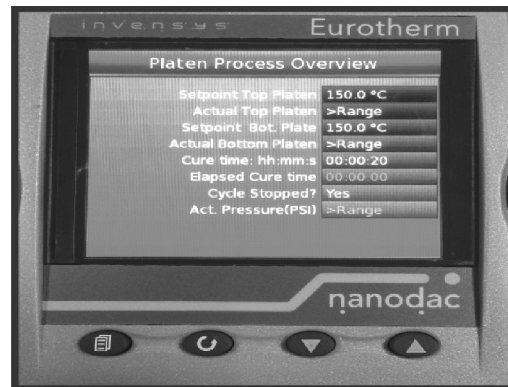 invensys Eurotherm
Platen Process Overview
Setpoint Top Platen 150.0 °C
Actual Top Platen >Range
Setpoint Bot. Plate 150.0 °C
Actual Bottom Platen >Range
Cure time: hh:mm:s 00:00:20
Elapsed Cure time 00:00:00
Cycle Stopped? Yes
Act. Pressure(PSI) >Range
nanodac